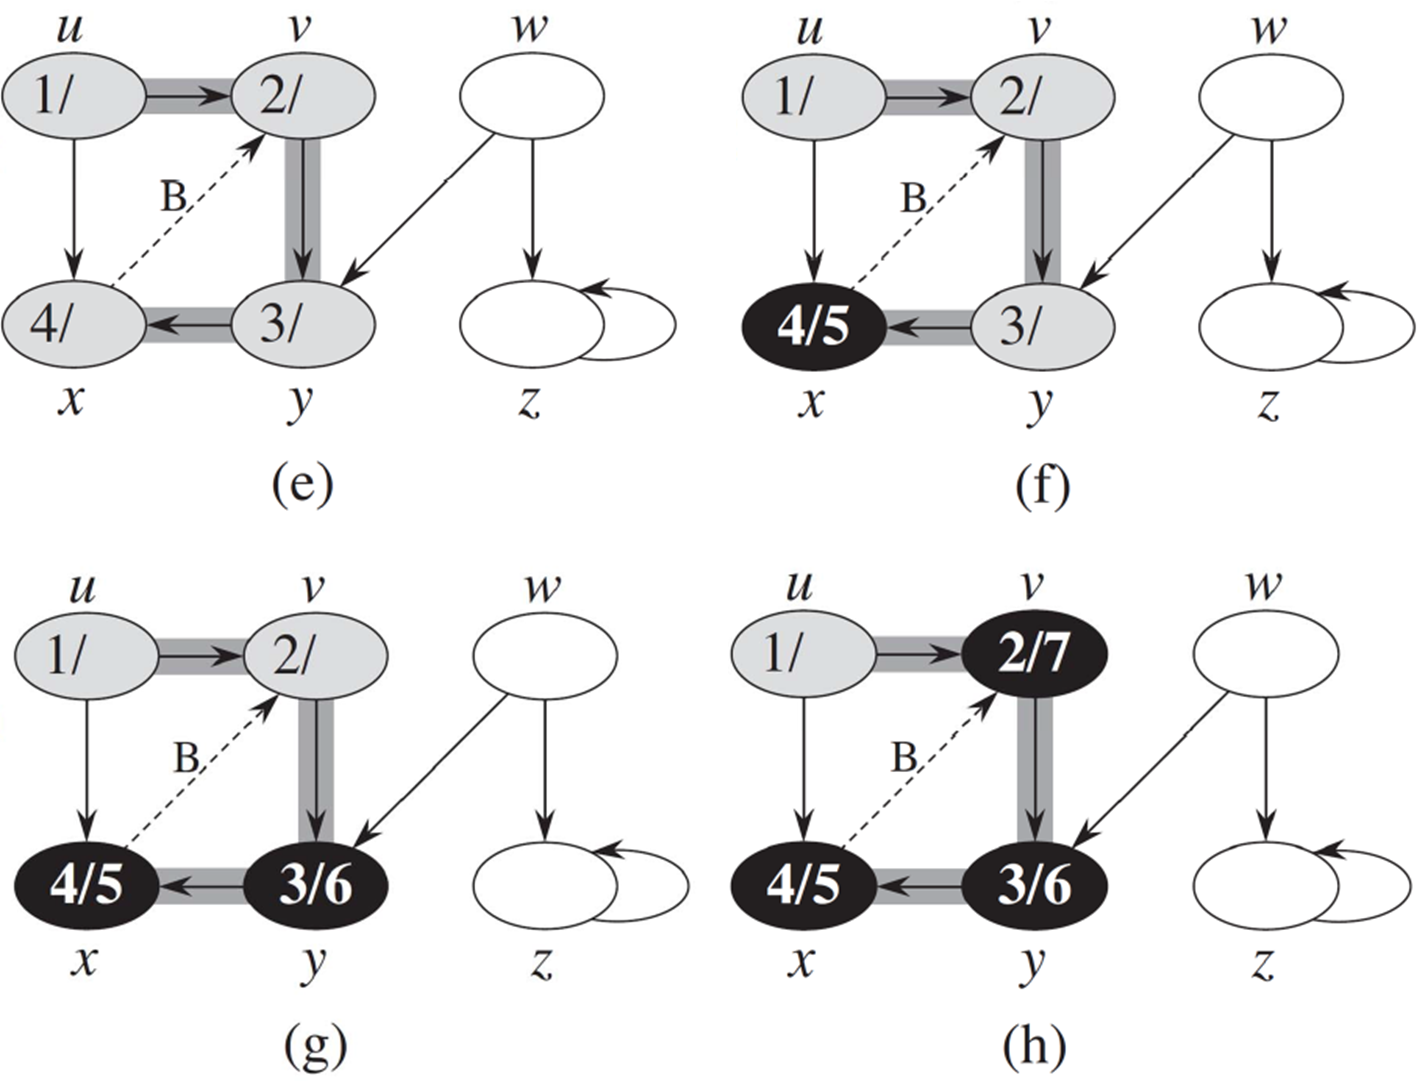 u v w
1/ 2/
B
4/ 3/
x y z
(e)
u v w
1/ 2/
B
4/5 3/
x y z
(f)
u v w
1/ 2/
B
4/5 3/6
x y z
(g)
u v w
1/ 2/7
B
4/5 3/6
x y z
(h)